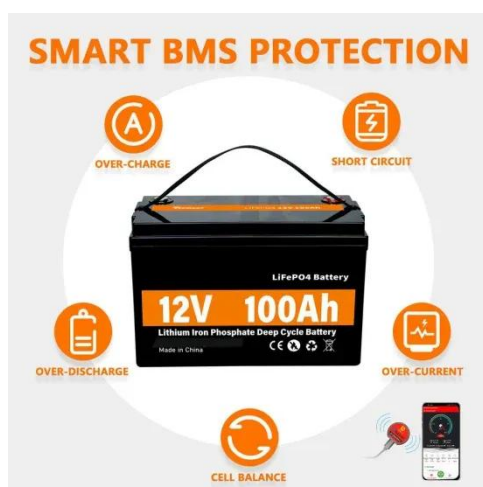 SMART BMS PROTECTION
OVER-CHARGE
SHORT CIRCUIT
LiFePO4 Battery
12V 100Ah
Lithium Iron Phosphate Deep Cycle Battery
Made in China
CE
OVER-DISCHARGE
OVER-CURRENT
CELL BALANCE